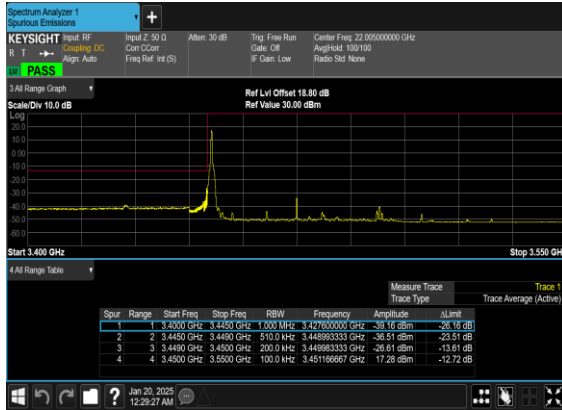 Spectrum Analyzer 1
Spurious Emissions
+
KEYSIGHT Input: RF Input Z: 50 Ω Atten: 30 dB Trig: Free Run Center Freq: 22.005000000 GHz
R T Coupling: DC Corr CCorr Gate: Off Avg|Hold: 100/100
Align: Auto Freq Ref: Int (S) IF Gain: Low Radio Std: None
PASS
3 All Range Graph
Ref Lvl Offset 18.80 dB
Scale/Div 10.0 dB Ref Value 30.00 dBm
Log
20.0
10.0
0.00
-10.0
-20.0
-30.0
-40.0
-50.0
-60.0
Start 3.400 GHz Stop 3.550 GH
4 All Range Table
Measure Trace Trace 1
Trace Type Trace Average (Active)
Spur Range Start Freq Stop Freq RBW Frequency Amplitude ΔLimit
1 1 3.4000 GHz 3.4450 GHz 1.000 MHz 3.427600000 GHz -39.16 dBm -26.16 dB
2 2 3.4450 GHz 3.4490 GHz 510.0 kHz 3.448993333 GHz -36.51 dBm -23.51 dB
3 3 3.4490 GHz 3.4500 GHz 200.0 kHz 3.449983333 GHz -26.61 dBm -13.61 dB
4 4 3.4500 GHz 3.5500 GHz 100.0 kHz 3.451166667 GHz 17.28 dBm -12.72 dB
? Jan 20, 2025
12:29:27 AM